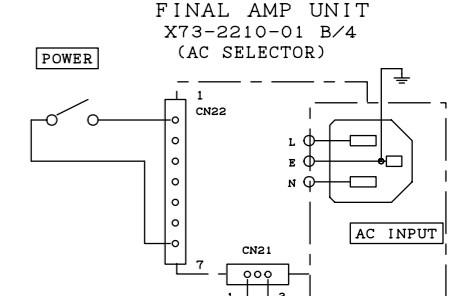 FINAL AMP UNIT
X73-2210-01 B/4
(AC SELECTOR)
POWER
1
CN22
L
E
N
AC INPUT
7
CN21
1 3